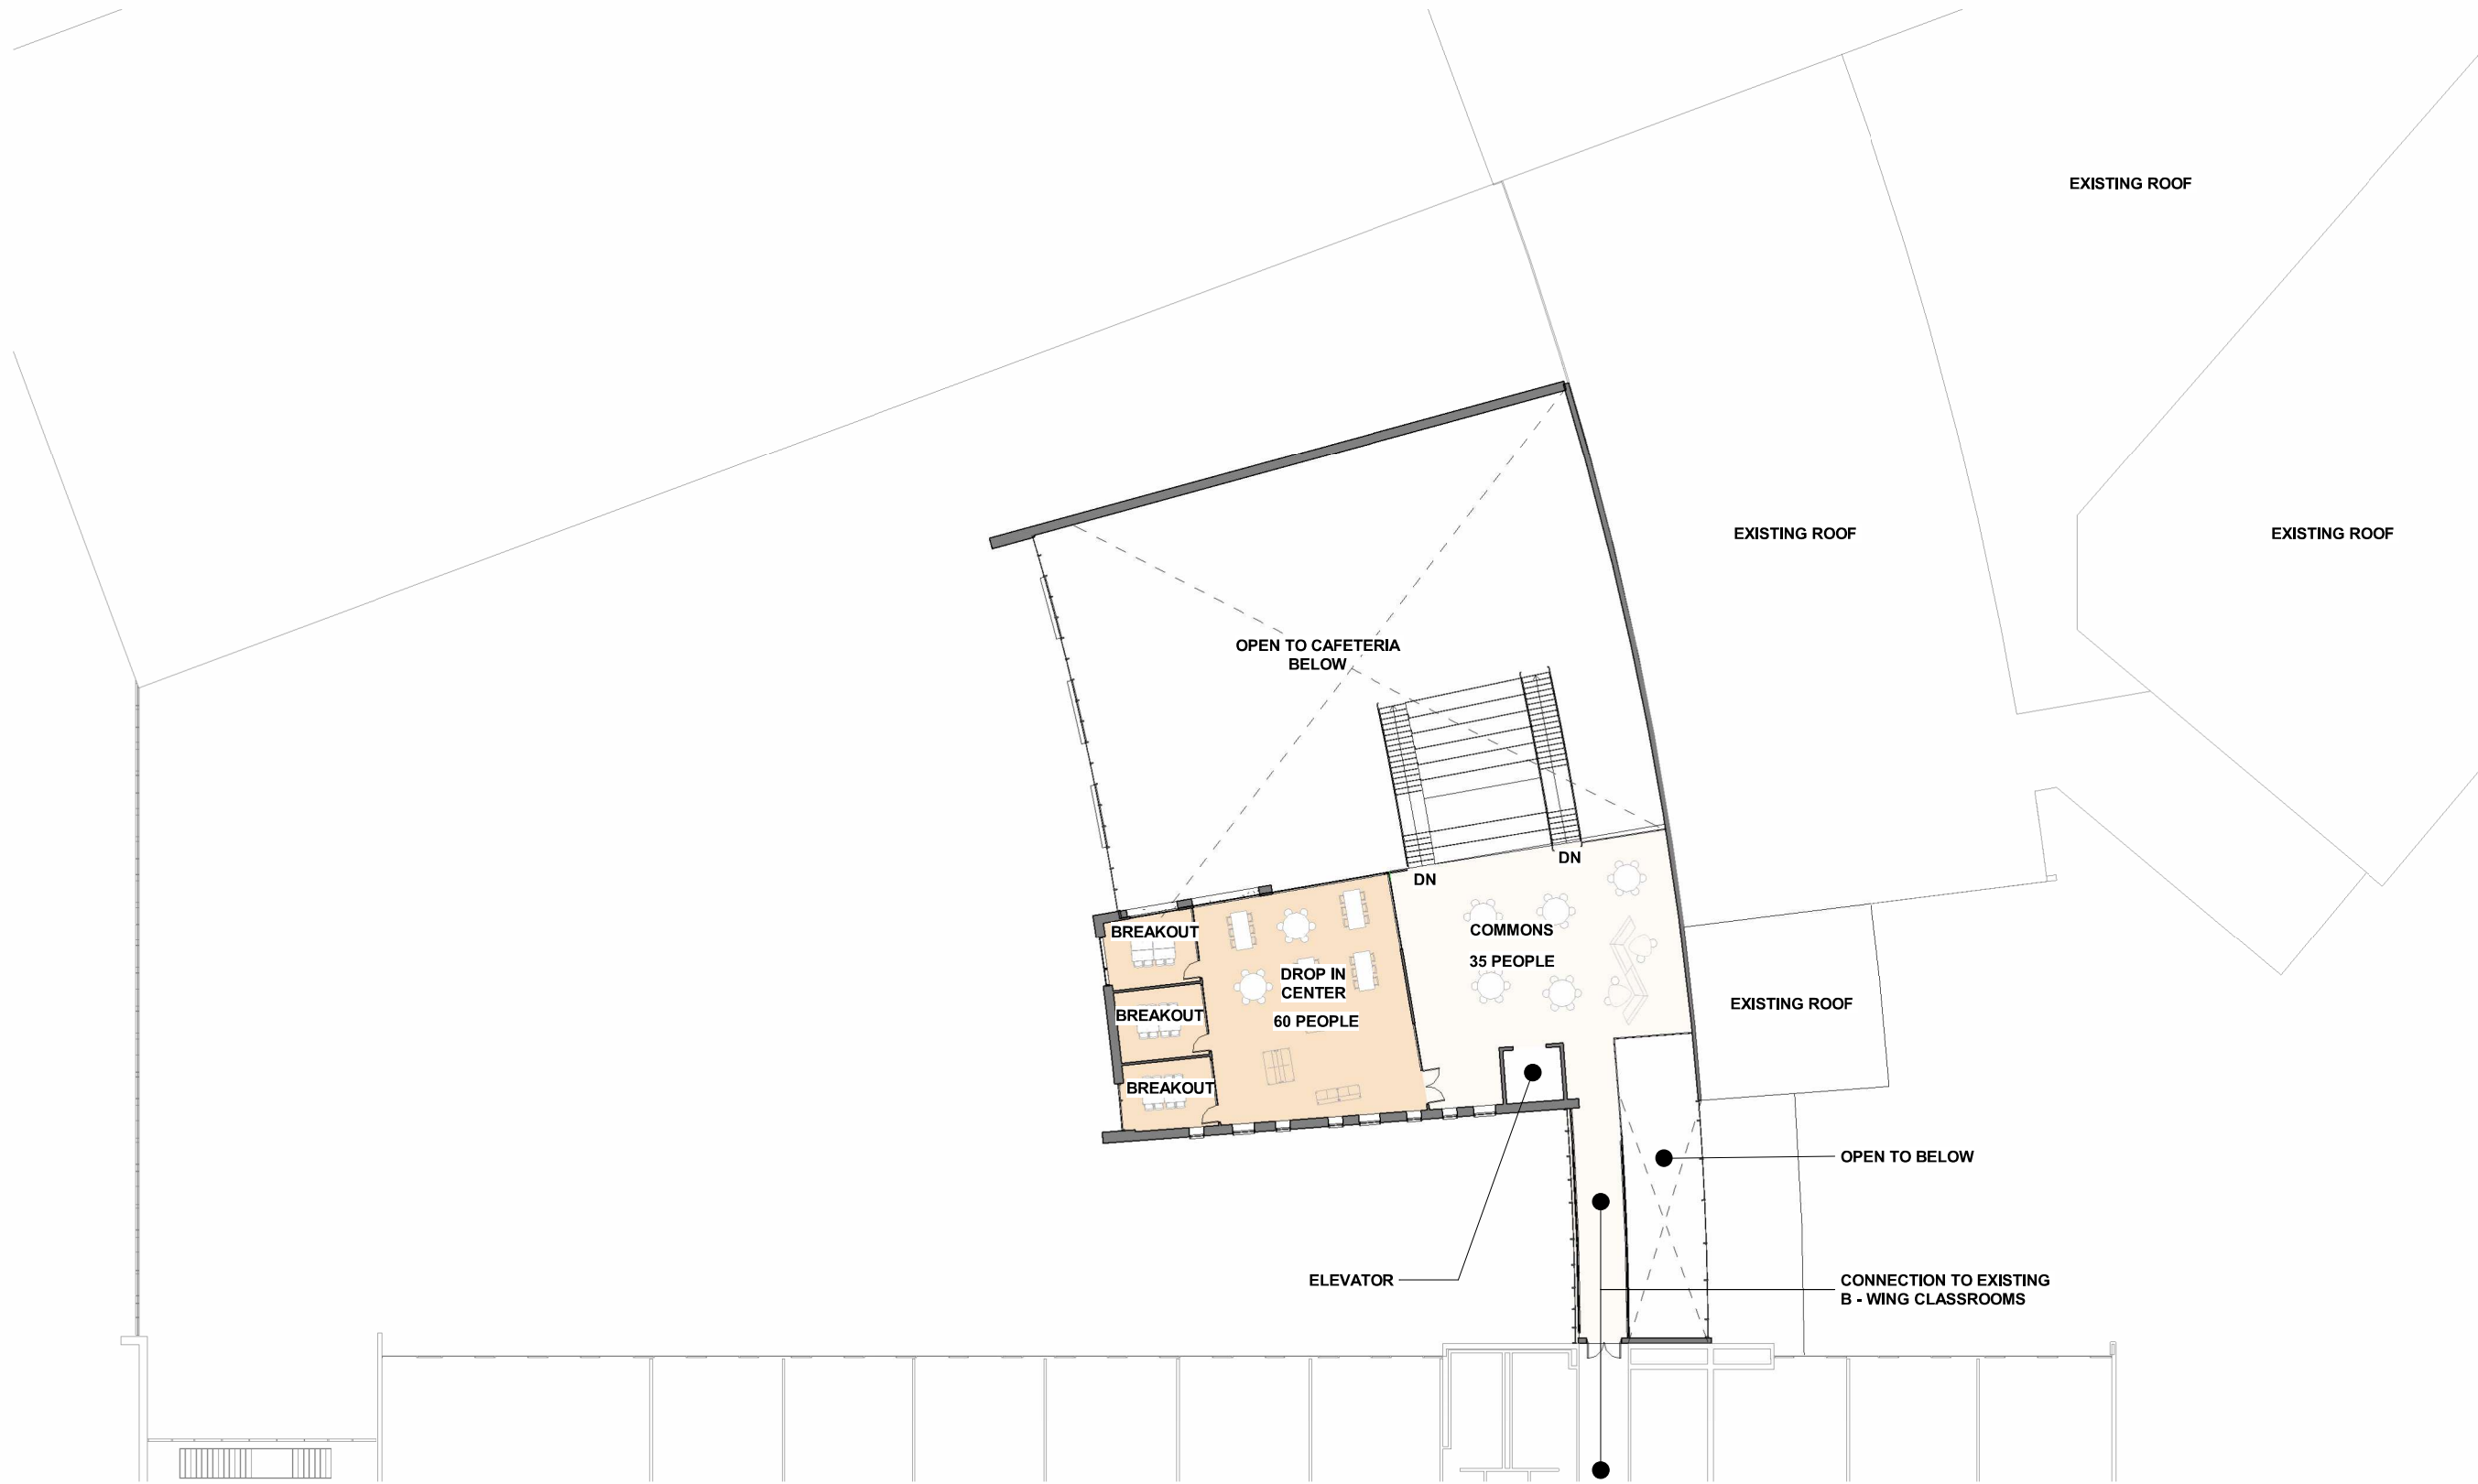 EXISTING ROOF
EXISTING ROOF
EXISTING ROOF
OPEN TO CAFETERIA
BELOW
DN
DN
BREAKOUT
COMMONS
35 PEOPLE
DROP IN
CENTER
60 PEOPLE
BREAKOUT
BREAKOUT
EXISTING ROOF
OPEN TO BELOW
ELEVATOR
CONNECTION TO EXISTING
B - WING CLASSROOMS